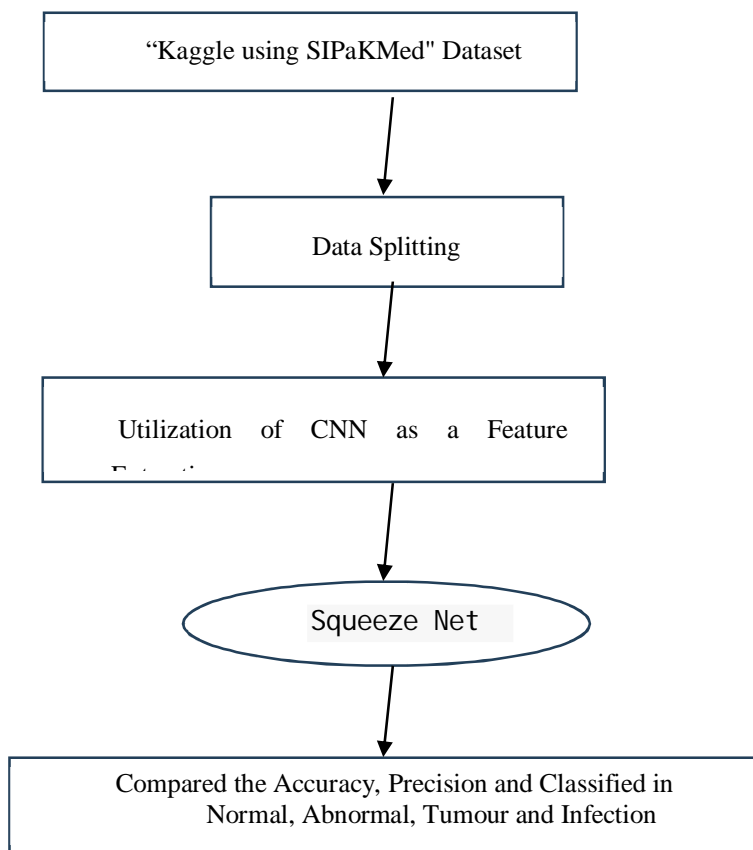 “Kaggle using SIPaKMed" Dataset
Data Splitting
Utilization of CNN as a Feature
Squeeze Net
Compared the Accuracy, Precision and Classified in
Normal, Abnormal, Tumour and Infection